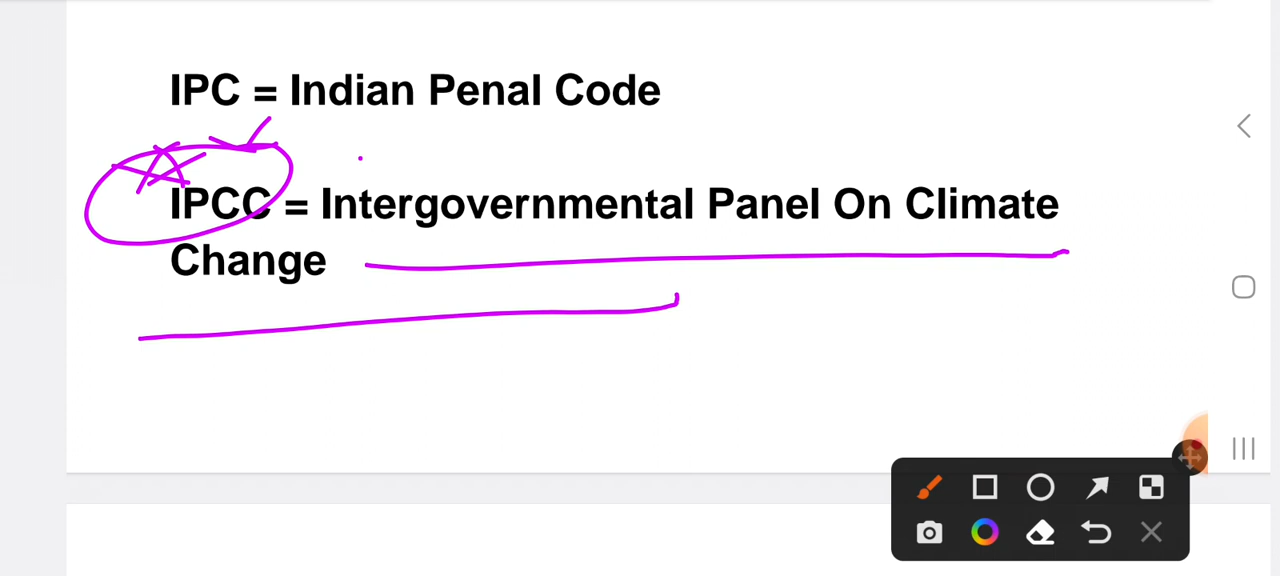 IPC = Indian Penal Code
IPCC = Intergovernmental Panel On Climate
Change